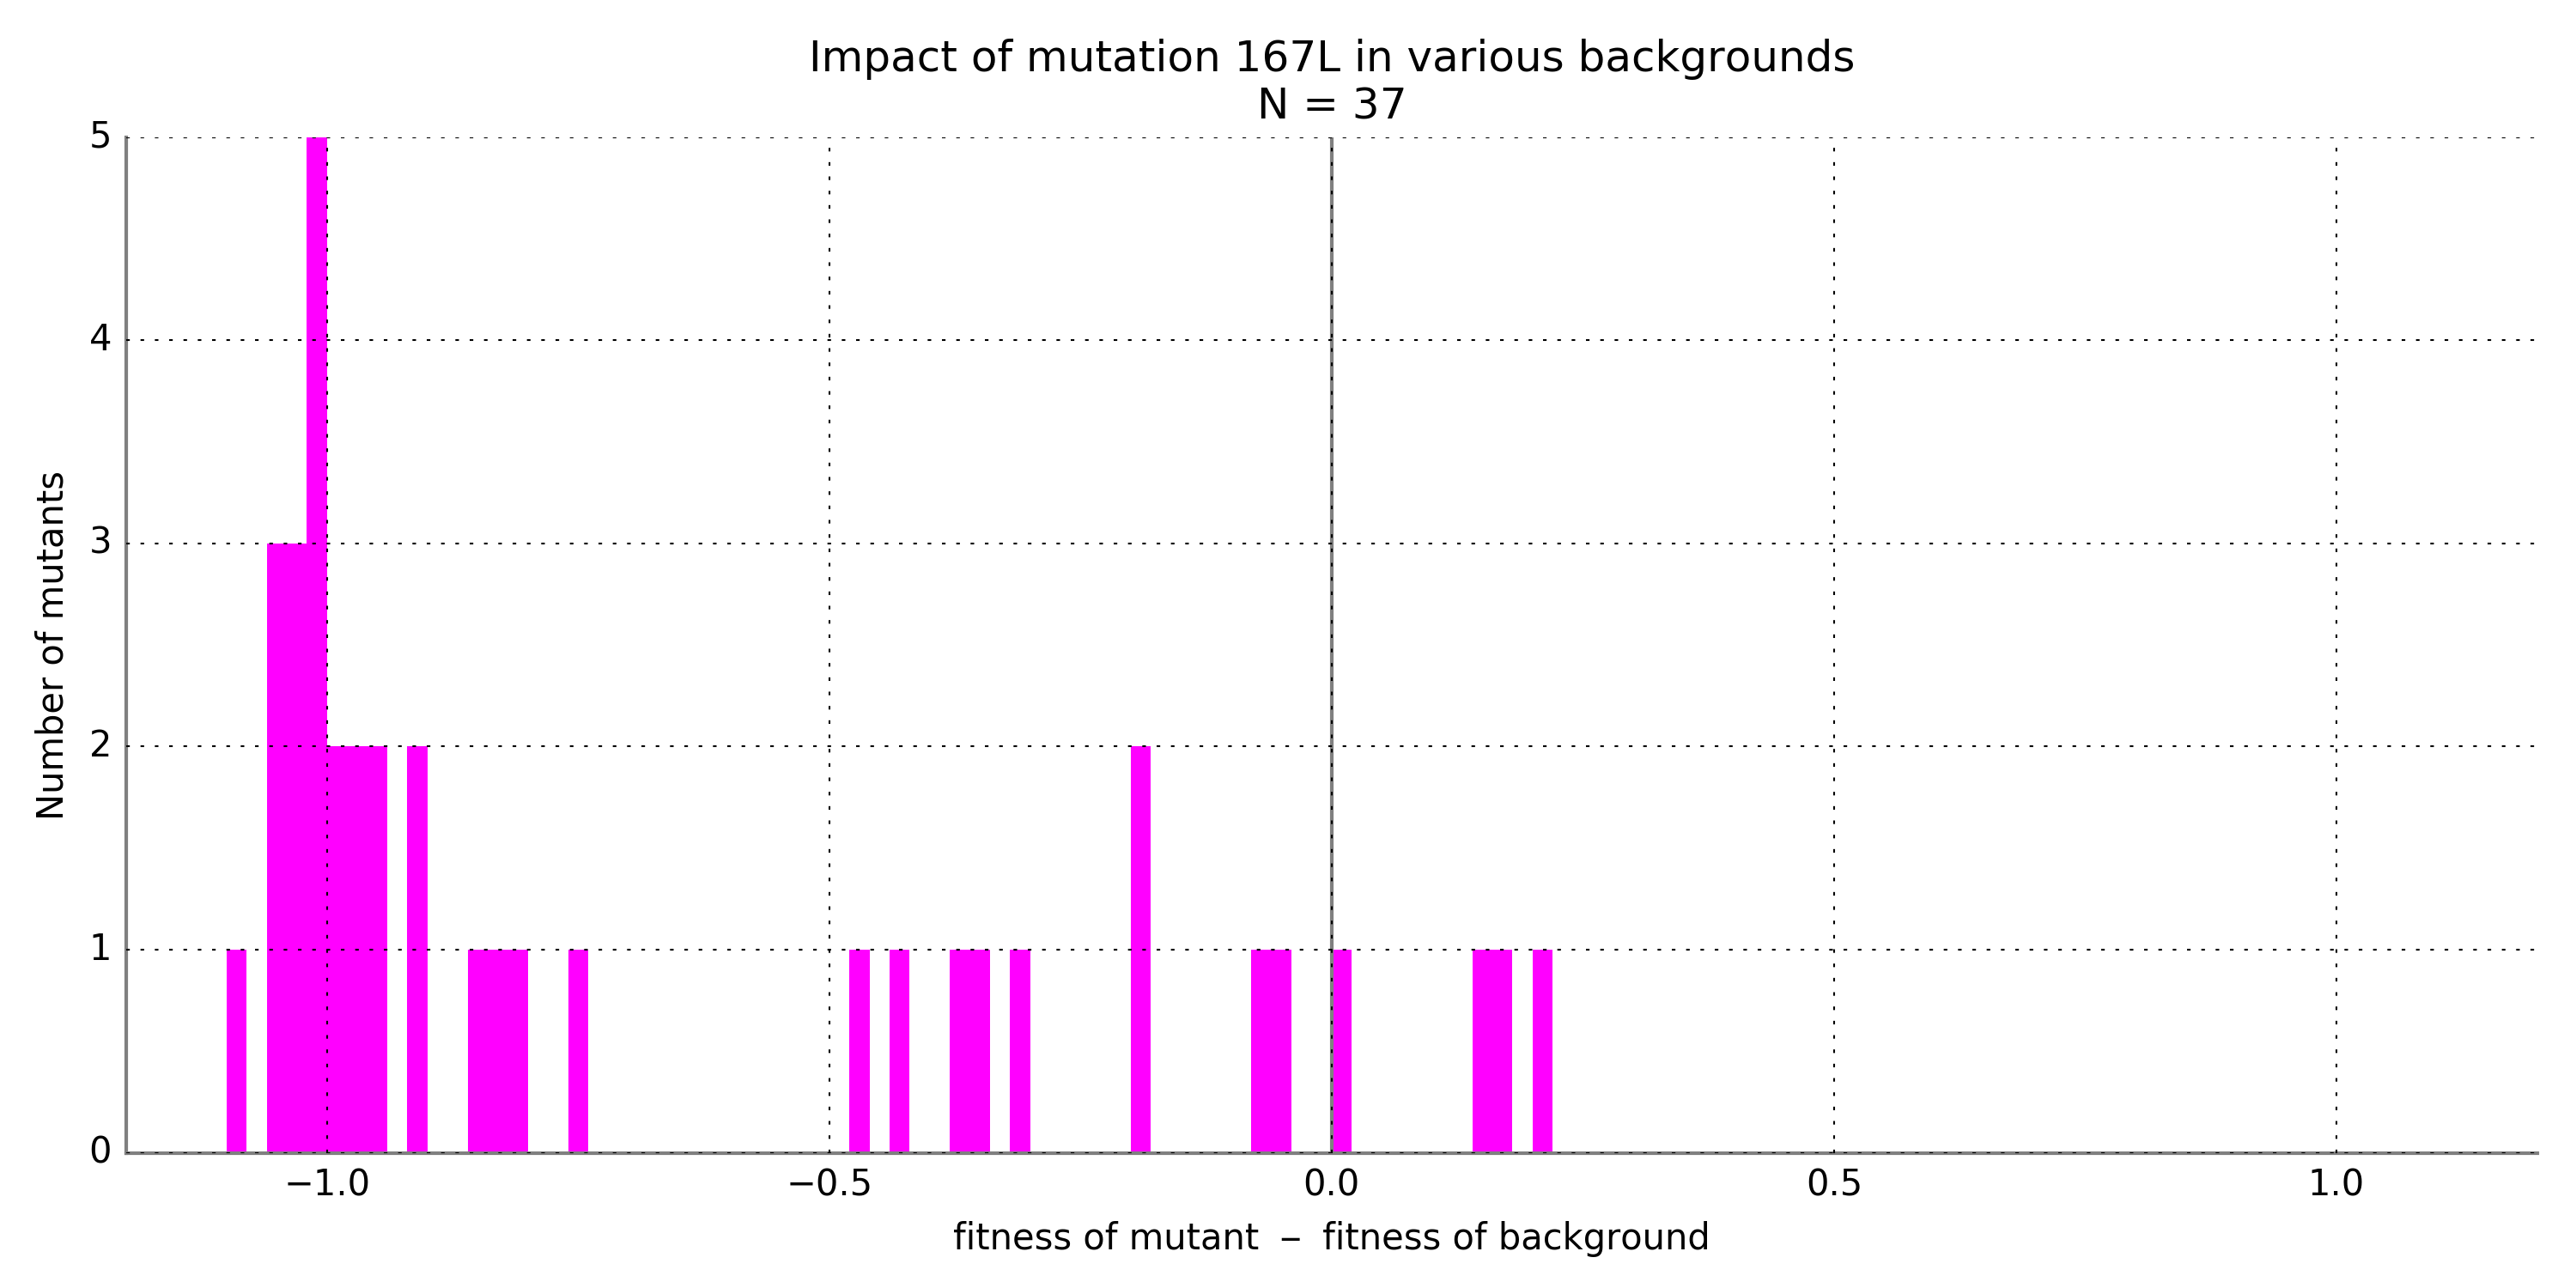 Impact of mutation 167L in various backgrounds
N = 37
5
4
3
2
1
0
Number of mutants
−1.0 −0.5 0.0 0.5 1.0
fitness of mutant – fitness of background